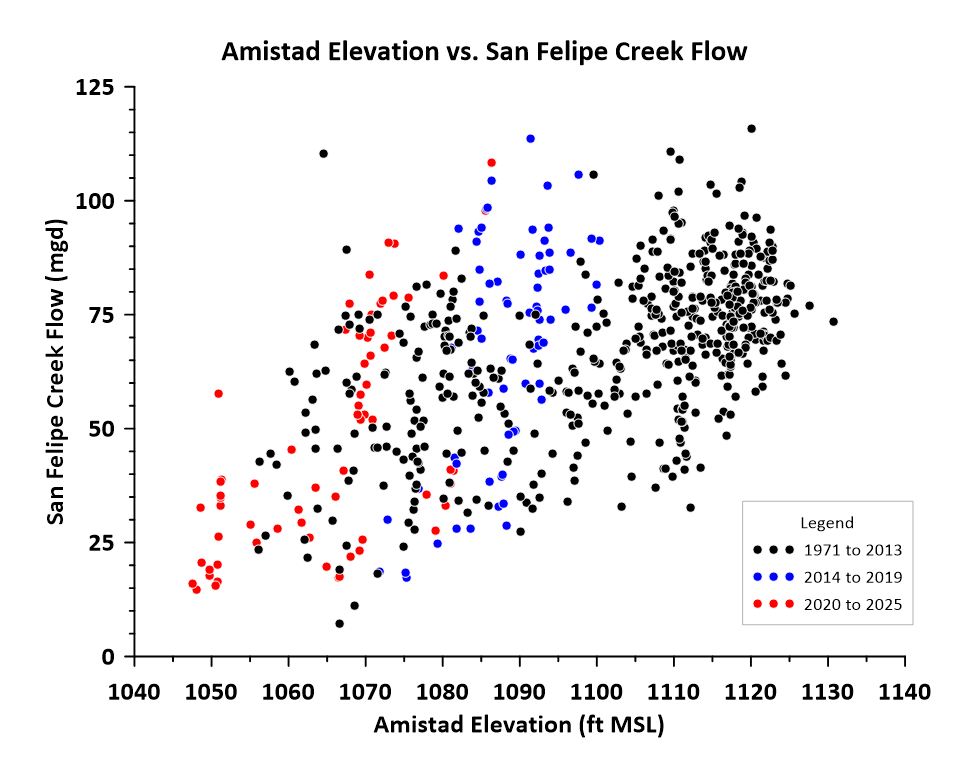 Amistad Elevation vs. San Felipe Creek Flow
125
100
75
50
25
0
San Felipe Creek Flow (mgd)
Legend
1971 to 2013
2014 to 2019
2020 to 2025
1040 1050 1060 1070 1080 1090 1100 1110 1120 1130 1140
Amistad Elevation (ft MSL)